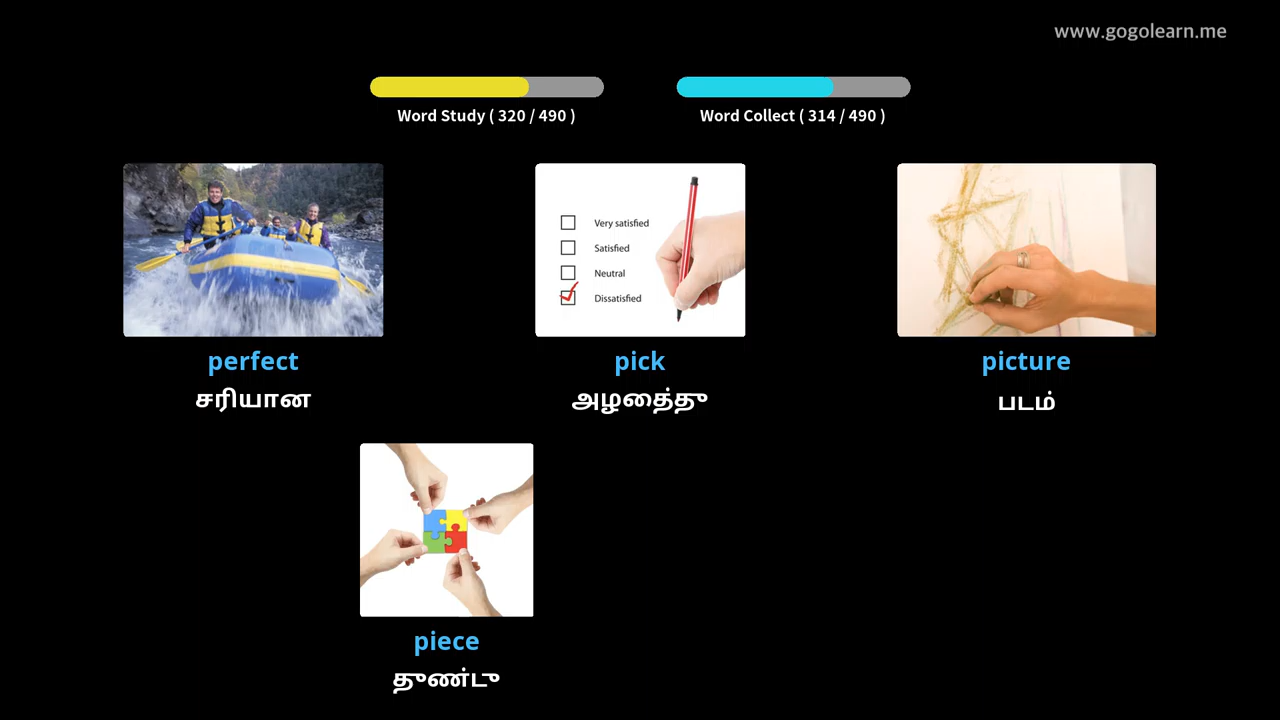 www.gogolearn.me
Word Study ( 320 / 490 )
Word Collect ( 314 / 490 )
Very satisfied
Satisfied
Neutral
Dissatisfied
perfect
pick
picture
சரியான
அழைத்து
படம்
piece
துண்டு